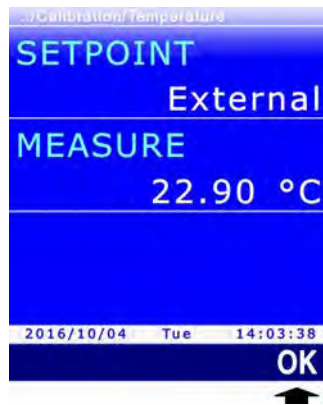 ../Calibration/Temperature
SETPOINT
External
MEASURE
22.90 °C
2016/10/04 Tue 14:03:38
OK